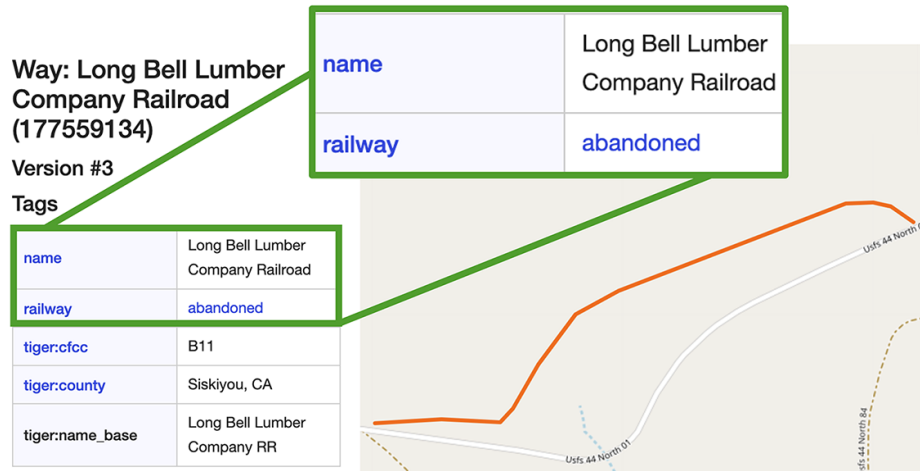 name
Long Bell Lumber
Company Railroad
railway
abandoned
Way: Long Bell Lumber
Company Railroad
(177559134)
Version #3
Tags
name
Long Bell Lumber
Company Railroad
railway
abandoned
tiger:cfcc
B11
tiger:county
Siskiyou, CA
tiger:name_base
Long Bell Lumber
Company RR
Usfs 44 North
Usfs 44 North 01
sfs 44 North 84